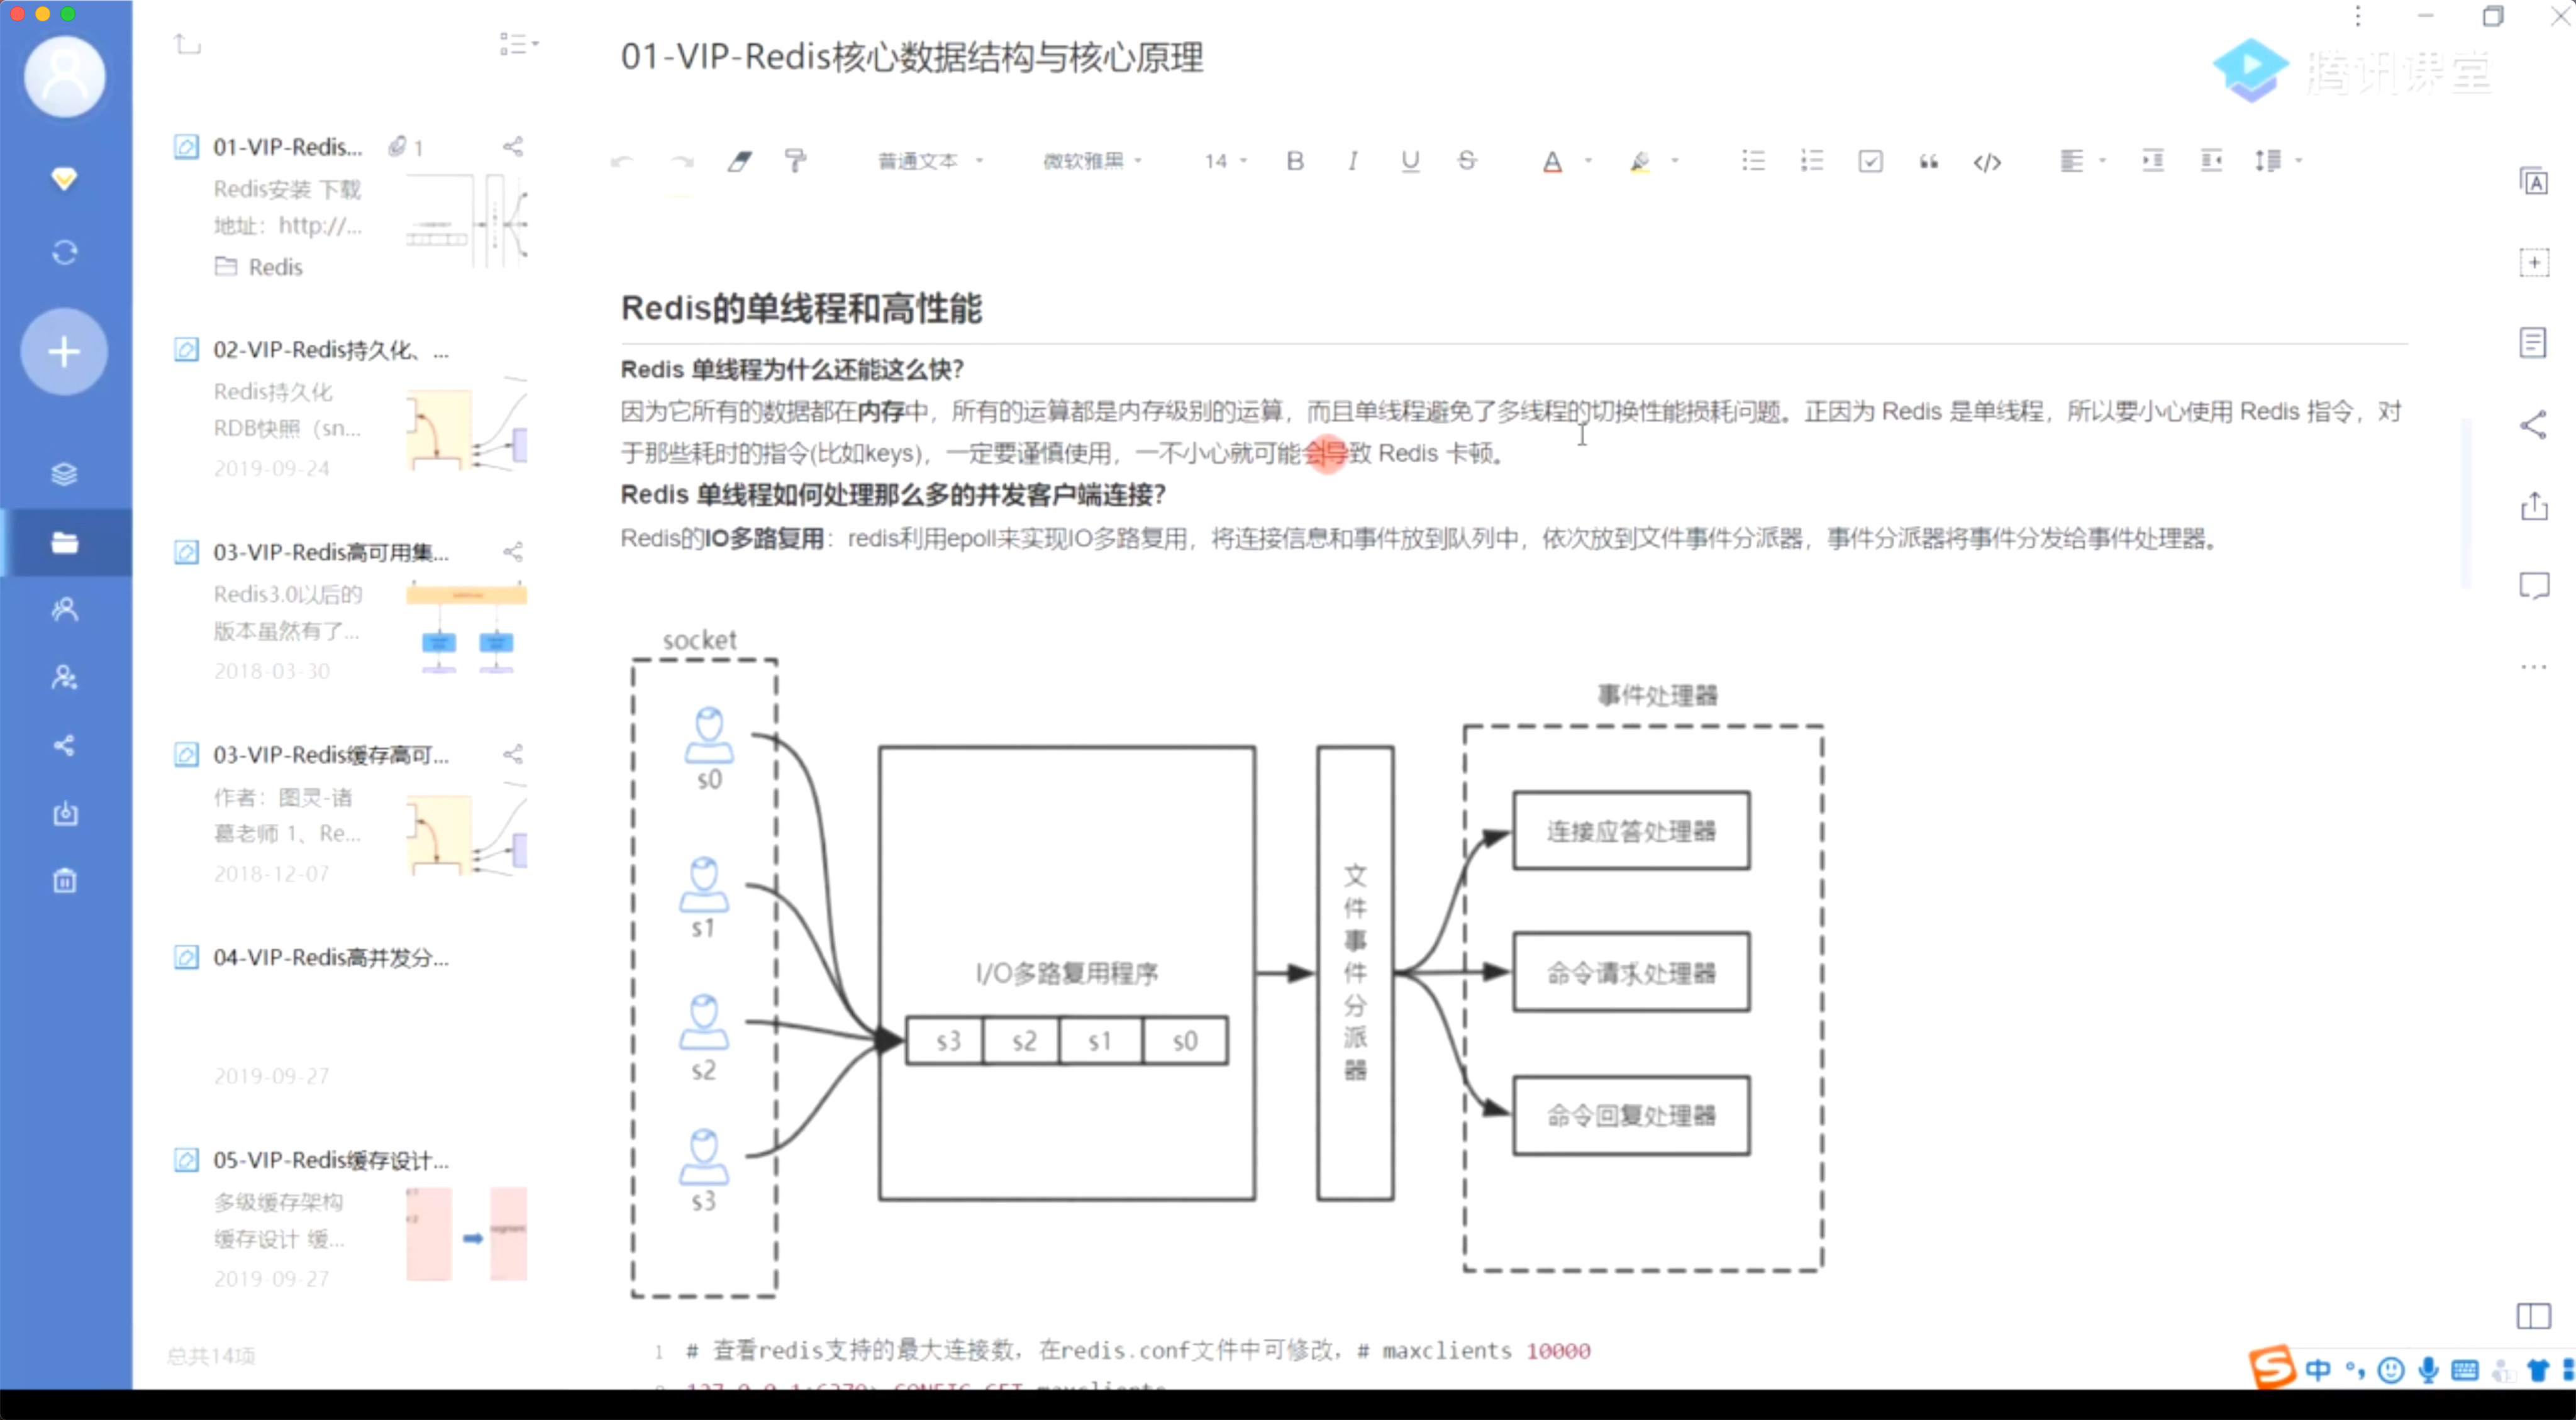 01-VIP-Redis核心数据结构与核心原理
腾讯课堂
01-VIP-Redis...
1
Redis安装 下载
地址：http://...
Redis
02-VIP-Redis持久化、...
Redis持久化
RDB快照（sn...
2019-09-24
03-VIP-Redis高可用集...
Redis3.0以后的
版本虽然有了...
2018-03-30
03-VIP-Redis缓存高可...
作者：图灵-诸
葛老师 1、Re...
2018-12-07
04-VIP-Redis高并发分...
2019-09-27
05-VIP-Redis缓存设计...
多级缓存架构
缓存设计 缓...
2019-09-27
总共14项
普通文本
微软雅黑
14
B I U S A
Redis的单线程和高性能
Redis 单线程为什么还能这么快？
因为它所有的数据都在内存中，所有的运算都是内存级别的运算，而且单线程避免了多线程的切换性能损耗问题。正因为 Redis 是单线程，所以要小心使用 Redis 指令，对
于那些耗时的指令(比如keys)，一定要谨慎使用，一不小心就可能会导致 Redis 卡顿。
Redis 单线程如何处理那么多的并发客户端连接？
Redis的IO多路复用：redis利用epoll来实现IO多路复用，将连接信息和事件放到队列中，依次放到文件事件分派器，事件分派器将事件分发给事件处理器。
socket
s0
s1
s2
s3
I/O多路复用程序
s3 s2 s1 s0
文件事件分派器
事件处理器
连接应答处理器
命令请求处理器
命令回复处理器
1 # 查看redis支持的最大连接数，在redis.conf文件中可修改，# maxclients 10000
中